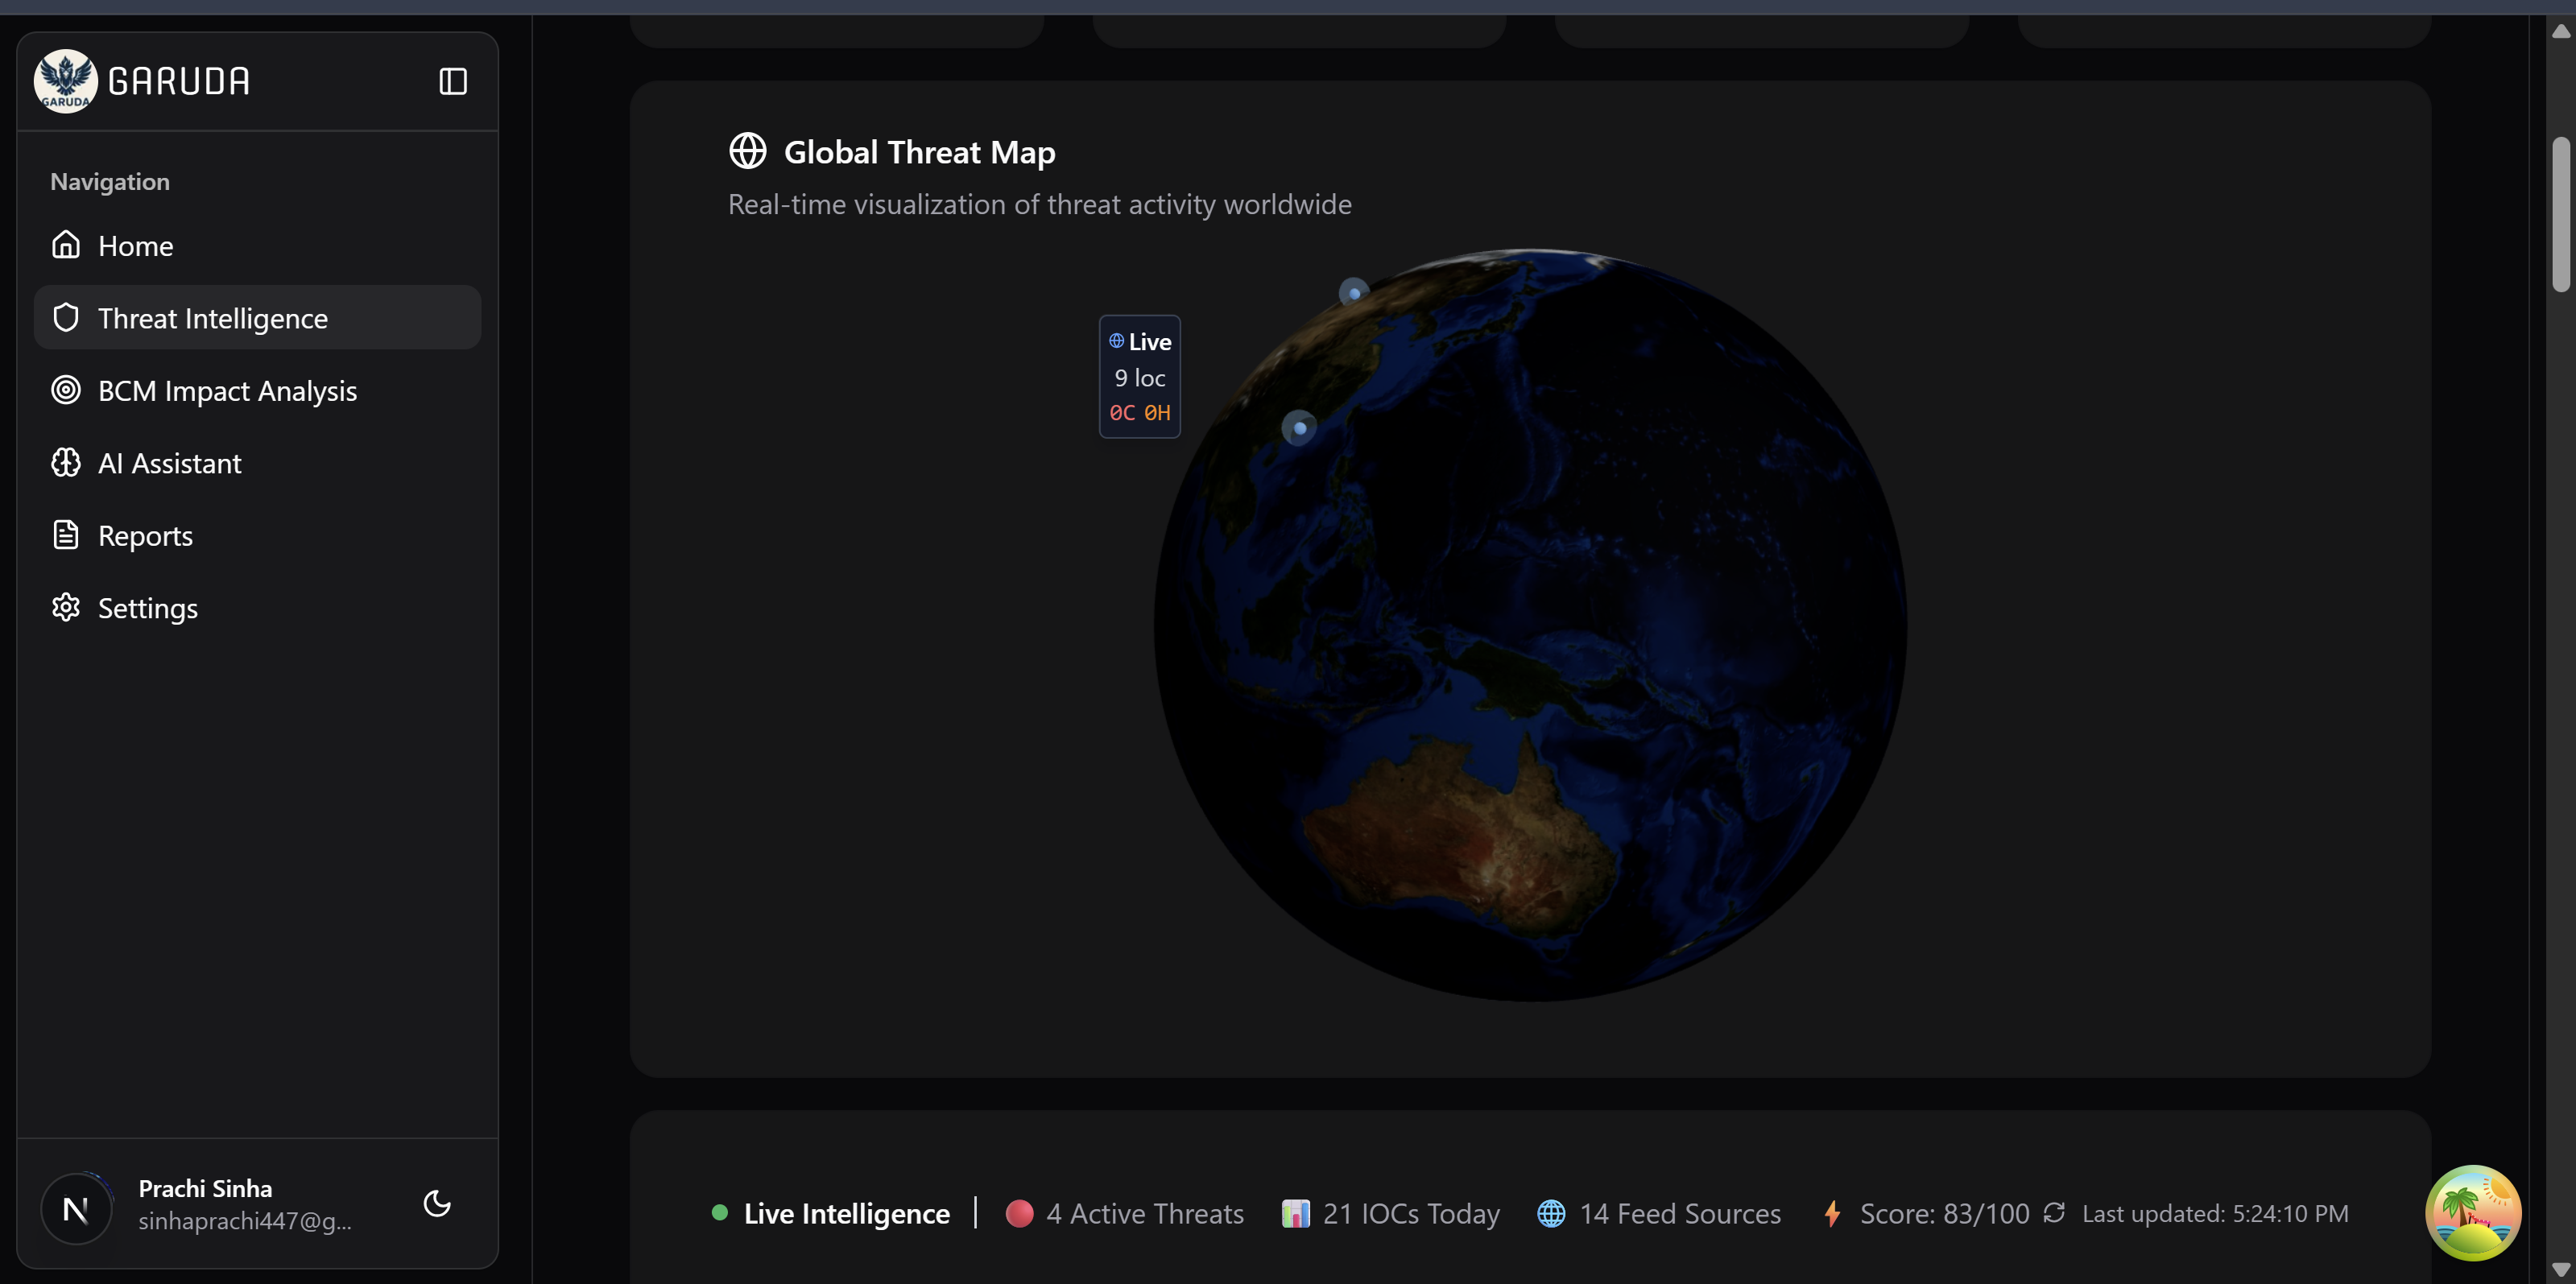 GARUDA
GARUDA
Navigation
Home
Threat Intelligence
BCM Impact Analysis
AI Assistant
Reports
Settings
Prachi Sinha
sinhaprachi447@g...
N
Global Threat Map
Real-time visualization of threat activity worldwide
Live
9 loc
0C 0H
Live Intelligence | 4 Active Threats 21 IOCs Today 14 Feed Sources Score: 83/100 Last updated: 5:24:10 PM